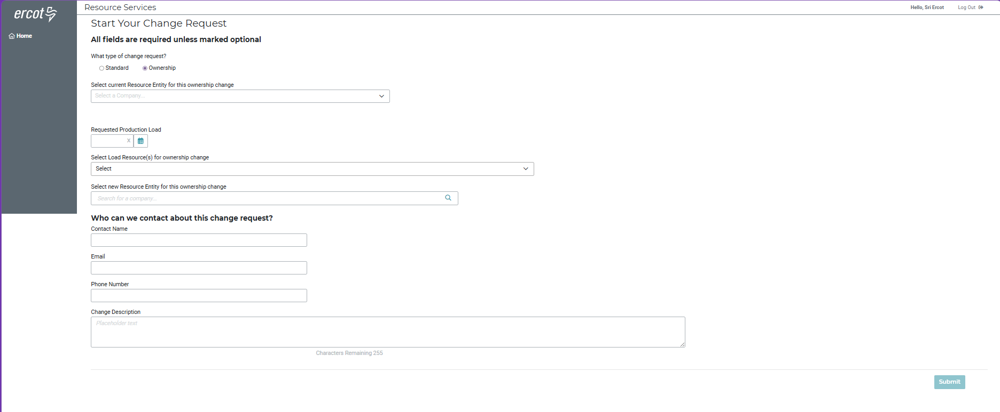 ercot
Resource Services
Hello, Sri Ercot
Log Out
Home
Start Your Change Request
All fields are required unless marked optional
What type of change request?
Standard
Ownership
Select current Resource Entity for this ownership change
Select a Company...
Requested Production Load
x
Select Load Resource(s) for ownership change
Select
Select new Resource Entity for this ownership change
Search for a company...
Who can we contact about this change request?
Contact Name
Email
Phone Number
Change Description
Placeholder text
Characters Remaining 255
Submit